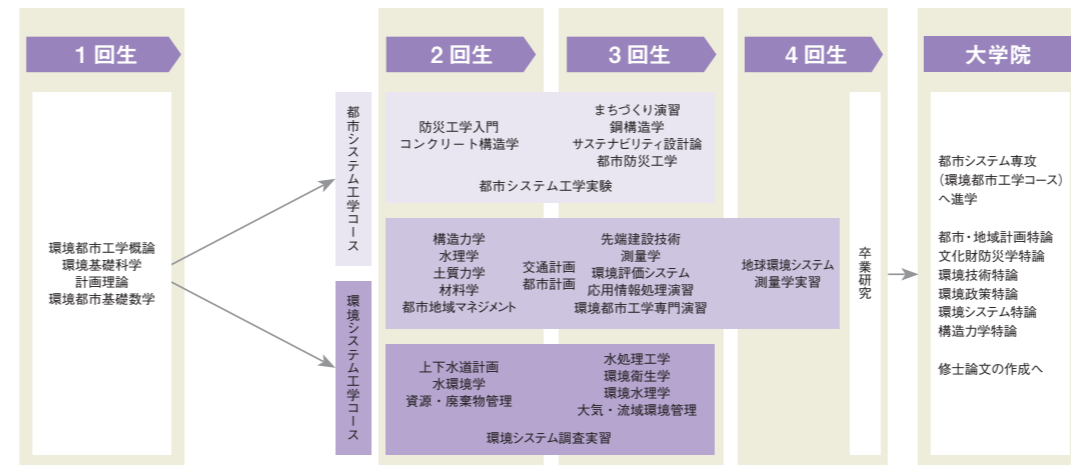 1 回生
2 回生
3 回生
4 回生
大学院
環境都市工学概論
環境基礎科学
計画理論
環境都市基礎数学
都市システム工学コース
防災工学入門
コンクリート構造学
まちづくり演習
鋼構造学
サステナビリティ設計論
都市防災工学
都市システム工学実験
構造力学
水理学
土質力学
材料学
都市地域マネジメント
交通計画
都市計画
先端建設技術
測量学
環境評価システム
応用情報処理演習
環境都市工学専門演習
地球環境システム
測量学実習
環境システム工学コース
上下水道計画
水環境学
資源・廃棄物管理
水処理工学
環境衛生学
環境水理学
大気・流域環境管理
環境システム調査実習
卒業研究
都市システム専攻
(環境都市工学コース)
へ進学
都市・地域計画特論
文化財防災学特論
環境技術特論
環境政策特論
環境システム特論
構造力学特論
修士論文の作成へ